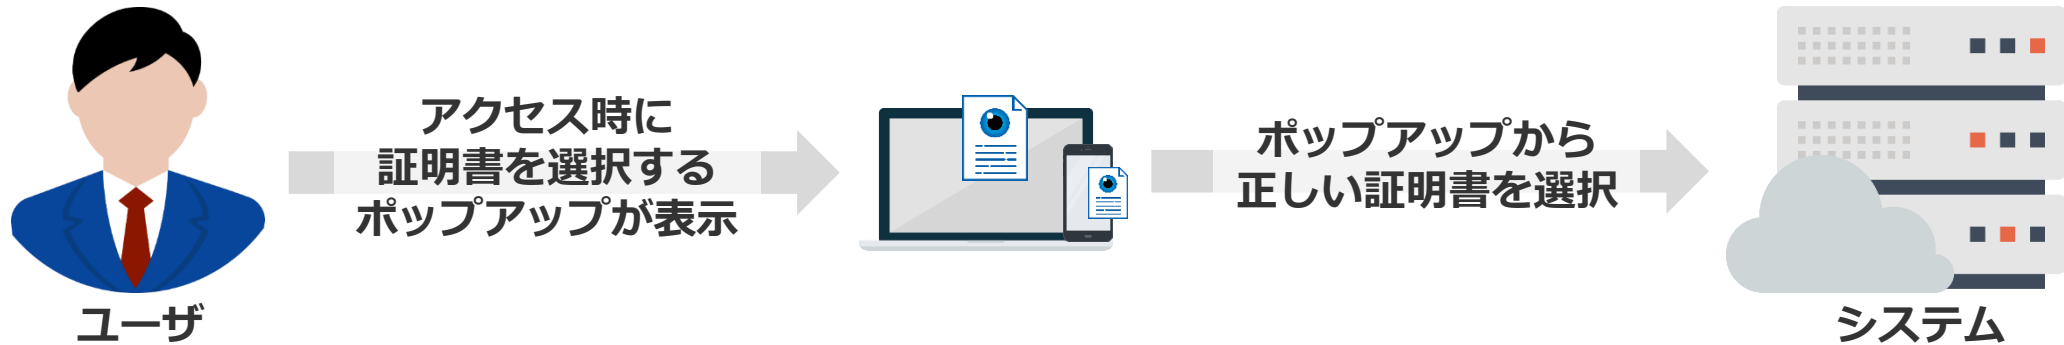 アクセス時に
証明書を選択する
ポップアップが表示
ポップアップから
正しい証明書を選択
ユーザ
システム